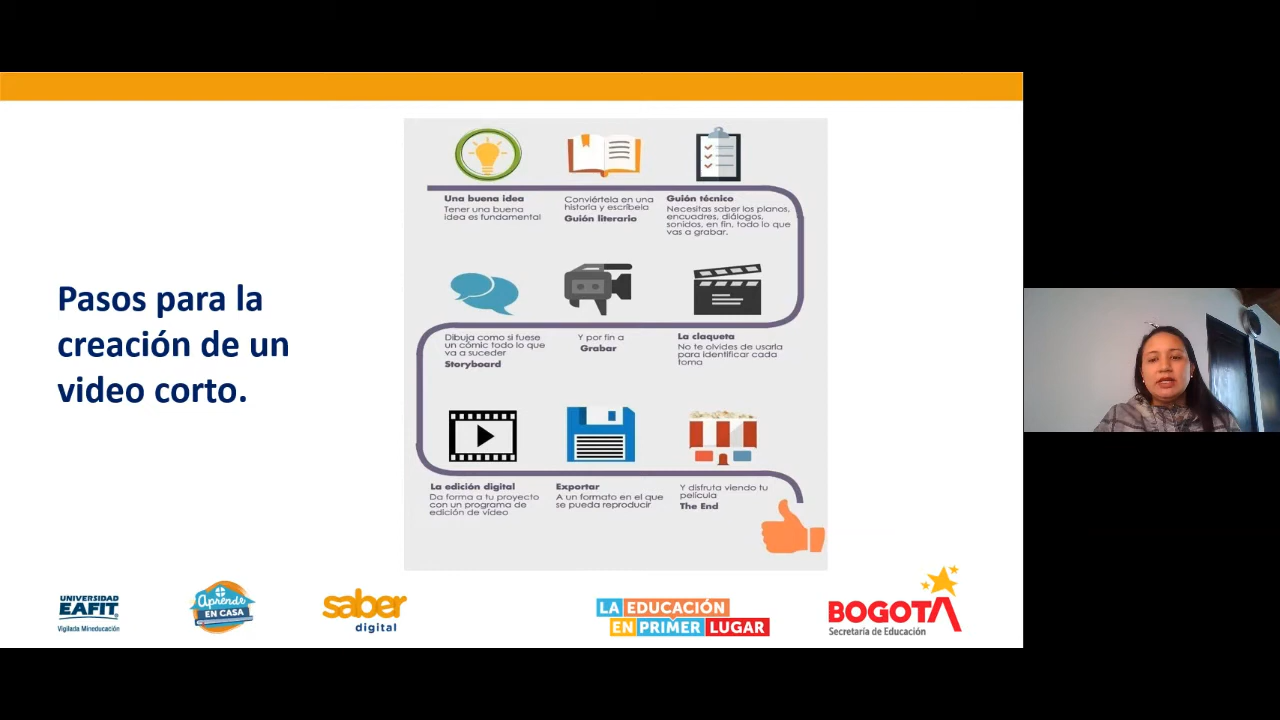 Pasos para la
creación de un
video corto.
Una buena idea
Tener una buena
idea es fundamental
Conviértela en una
historia y escríbela
Guión literario
Guión técnico
Necesitas saber los planos,
encuadres, diálogos,
sonidos, en fin, todo lo que
vas a grabar.
Dibuja como si fuese
un cómic todo lo que
va a suceder
Storyboard
Y por fin a
Grabar
La claqueta
No te olvides de usarla
para identificar cada
toma
La edición digital
Da forma a tu proyecto
con un programa de
edición de vídeo
Exportar
A un formato en el que
se pueda reproducir
Y disfruta viendo tu
película
The End
UNIVERSIDAD
EAFIT
Vigilada Mineducación
Aprende
EN CASA
saber
digital
LA EDUCACIÓN
EN PRIMER LUGAR
BOGOTÁ
Secretaría de Educación